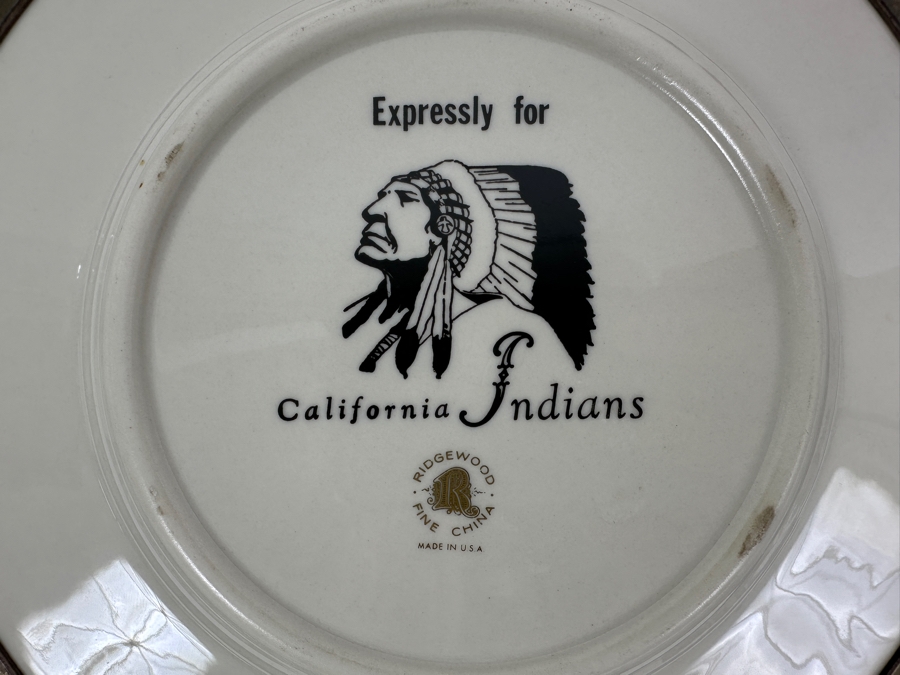 Expressly for
California Indians
RIDGEWOOD
R
FINE CHINA
MADE IN U.S.A